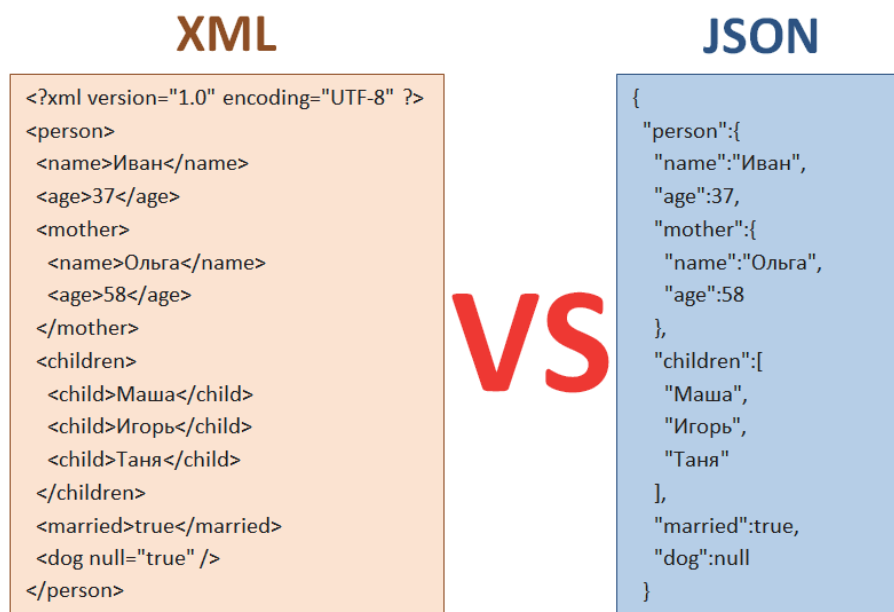 XML
<?xml version="1.0" encoding="UTF-8" ?>
<person>
<name>Иван</name>
<age>37</age>
<mother>
<name>Ольга</name>
<age>58</age>
</mother>
<children>
<child>Маша</child>
<child>Игорь</child>
<child>Таня</child>
</children>
<married>true</married>
<dog null="true" />
</person>
VS
JSON
{
"person":{
"name":"Иван",
"age":37,
"mother":{
"name":"Ольга",
"age":58
},
"children":[
"Маша",
"Игорь",
"Таня"
],
"married":true,
"dog":null
}